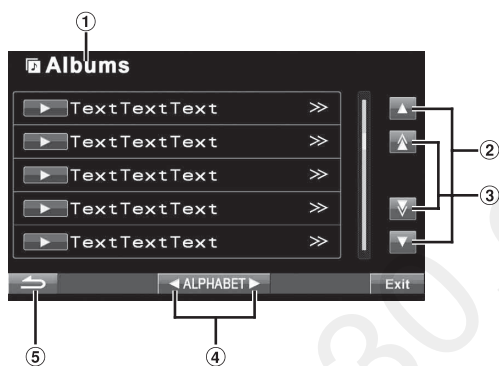 ①
Albums
TextTextText >>
TextTextText >>
TextTextText >>
TextTextText >>
TextTextText >>
②
③
◀ ALPHABET ▶
Exit
⑤
④